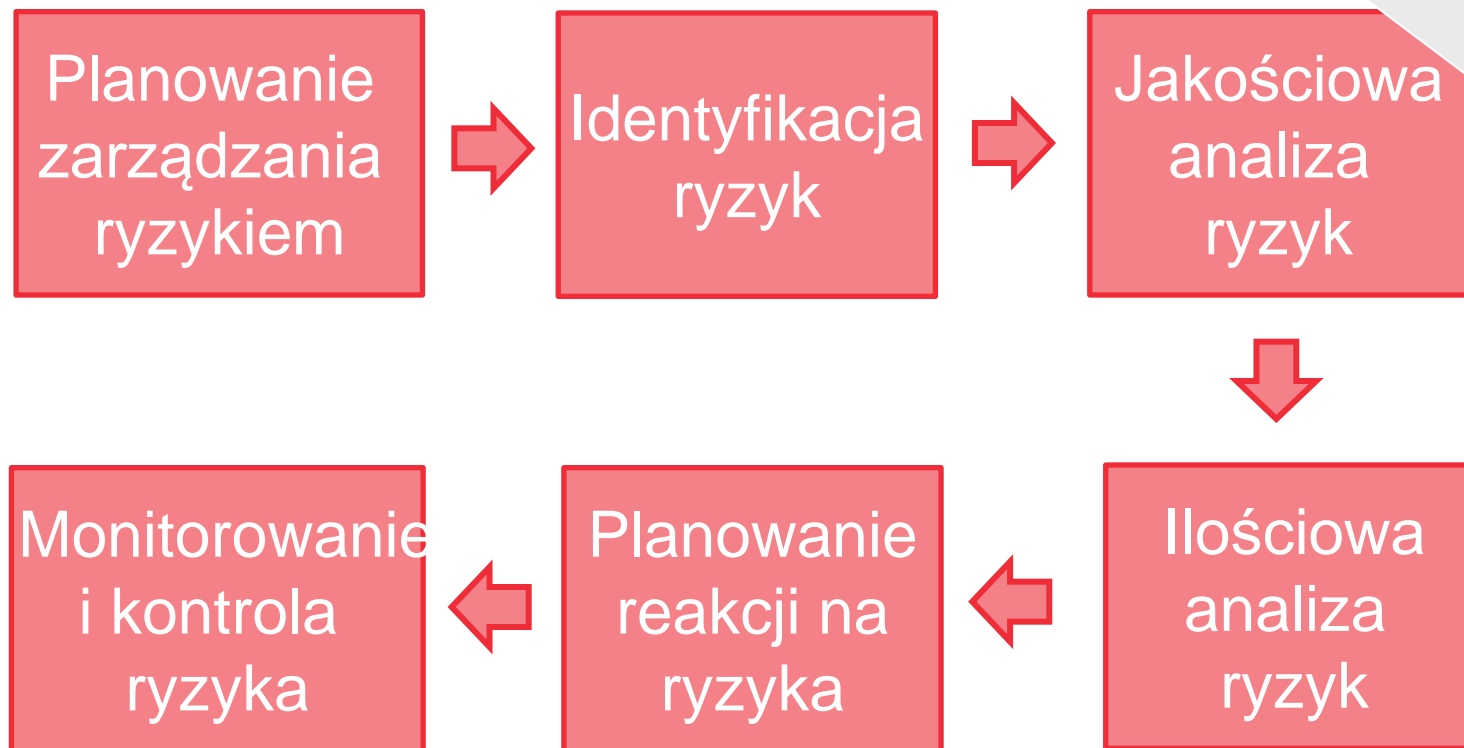 Planowanie
zarządzania
ryzykiem
Identyfikacja
ryzyk
Jakościowa
analiza
ryzyk
Ilościowa
analiza
ryzyk
Planowanie
reakcji na
ryzyka
Monitorowanie
i kontrola
ryzyka